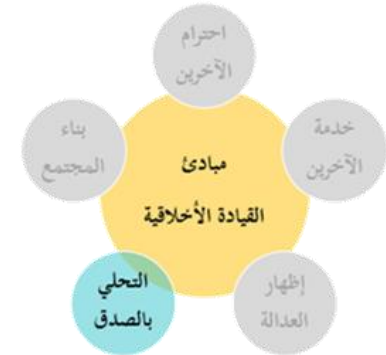 احترام
الآخرين
خدمة
الآخرين
بناء
المجتمع
مبادئ
القيادة الأخلاقية
إظهار
العدالة
التحلي
بالصدق